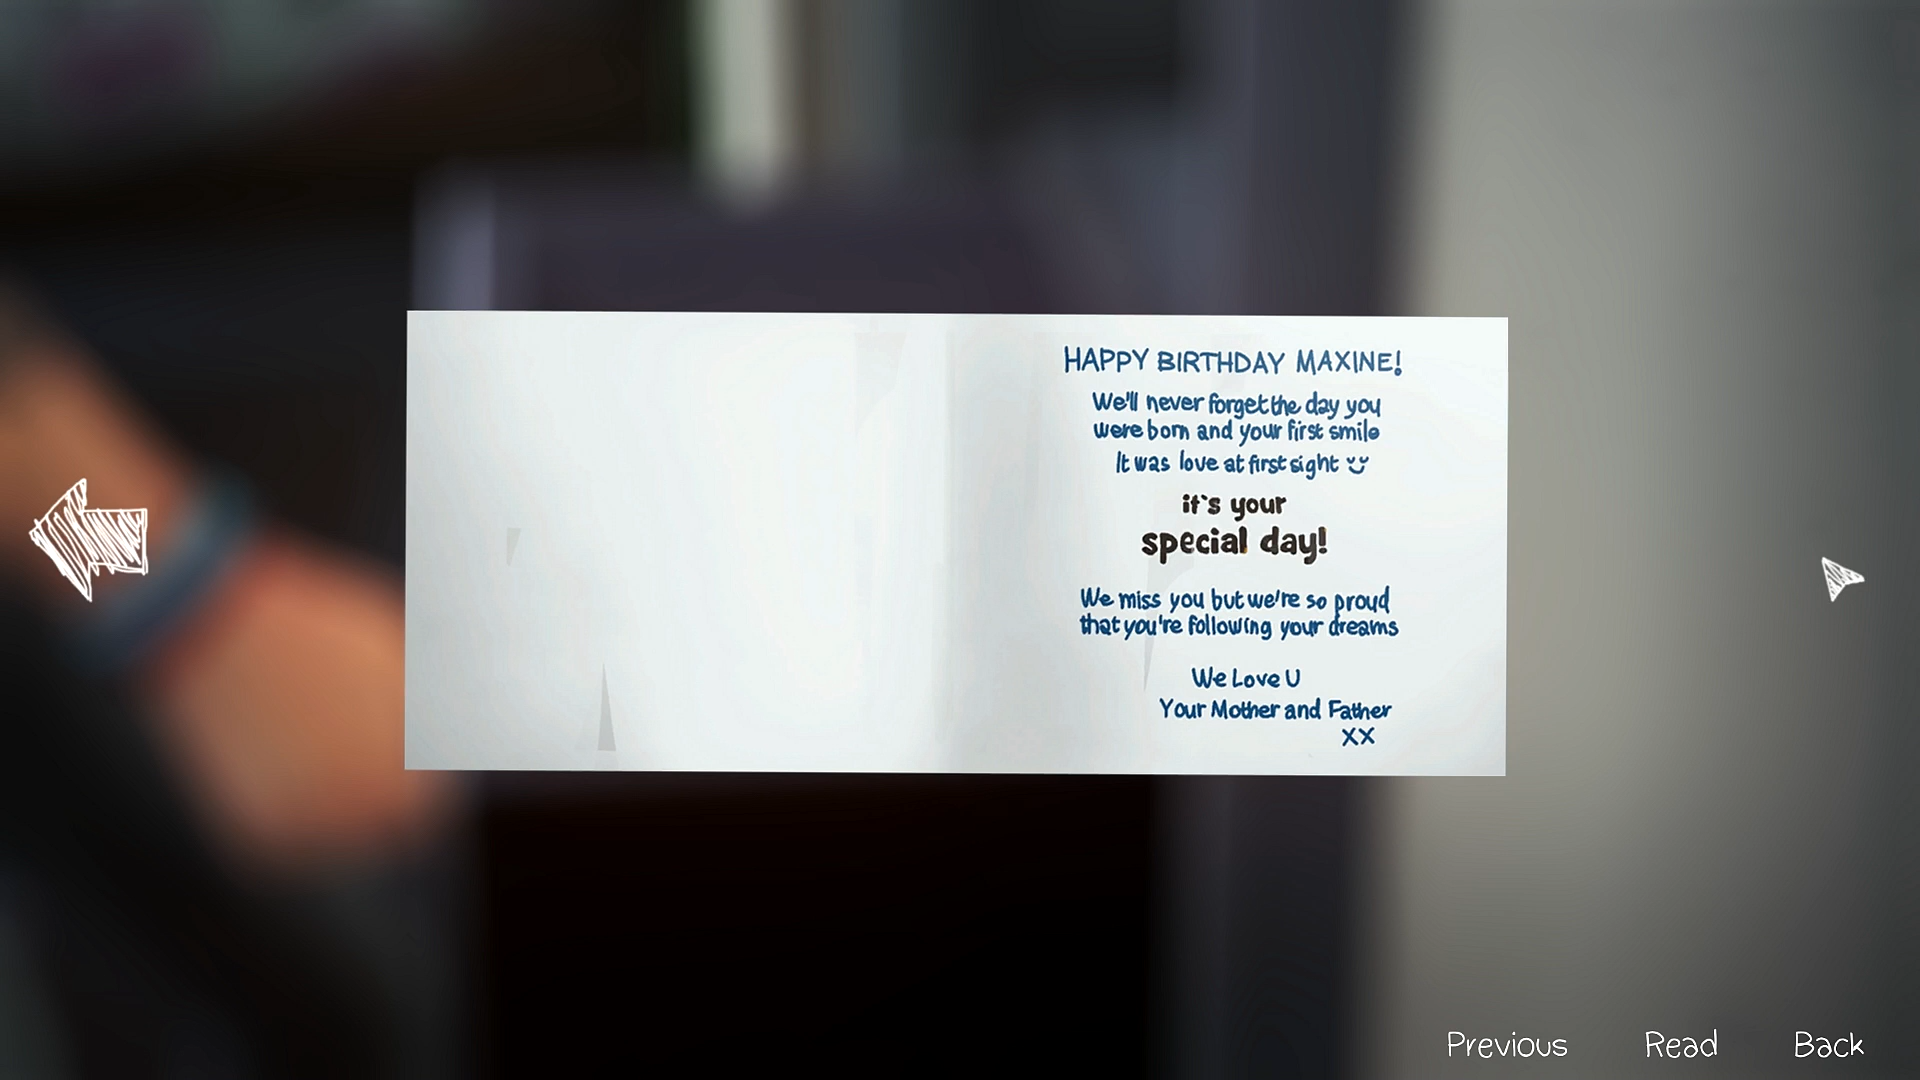 HAPPY BIRTHDAY MAXINE!
We'll never forget the day you
were born and your first smile
It was love at first sight
it`s your
special day!
We miss you but we're so proud
that you're following your dreams
We Love U
Your Mother and Father
XX
Previous Read Back